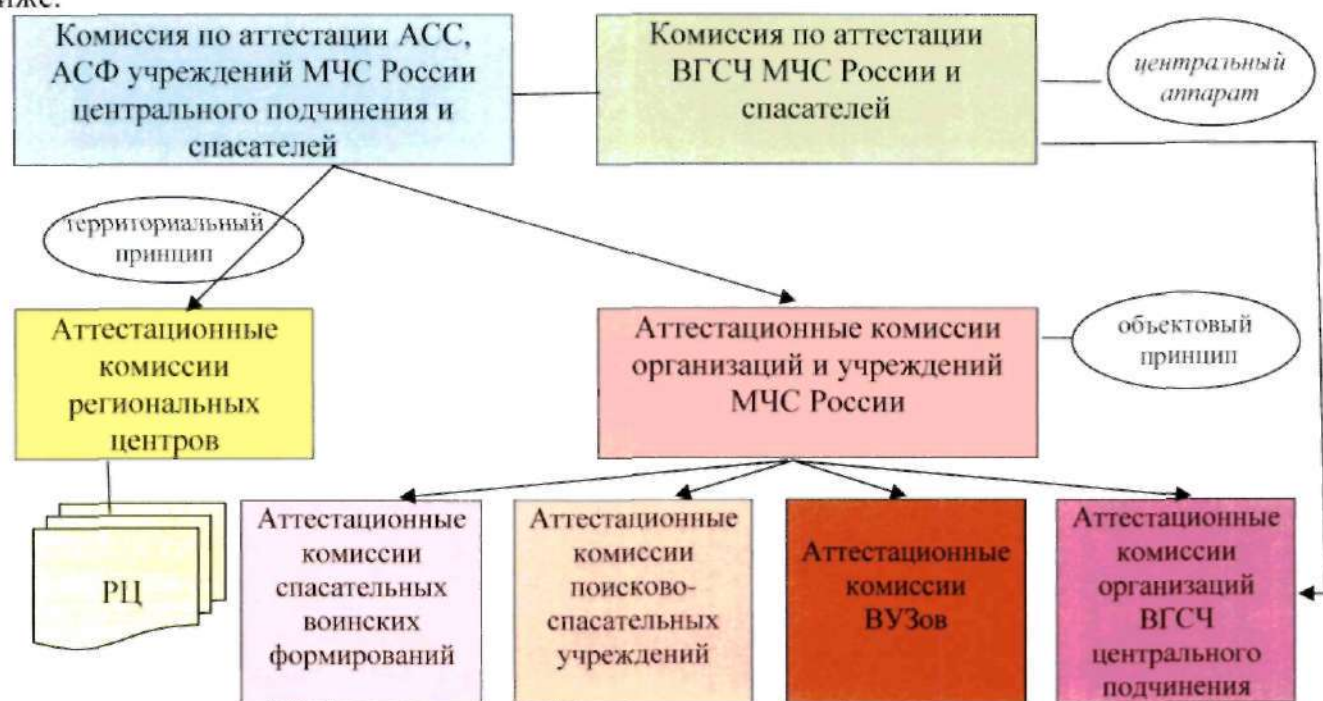 иже.
Комиссия по аттестации АСС,
АСФ учреждений МЧС России
центрального подчинения и
спасателей
Комиссия по аттестации
ВГСЧ МЧС России и
спасателей
центральный
аппарат
территориальный
принцип
Аттестационные
комиссии
региональных
центров
Аттестационные комиссии
организаций и учреждений
МЧС России
объектовый
принцип
РЦ
Аттестационные
комиссии
спасательных
воинских
формирований
Аттестационные
комиссии
поисково-
спасательных
учреждений
Аттестационные
комиссии
ВУЗов
Аттестационные
комиссии
организаций
ВГСЧ
центрального
подчинения